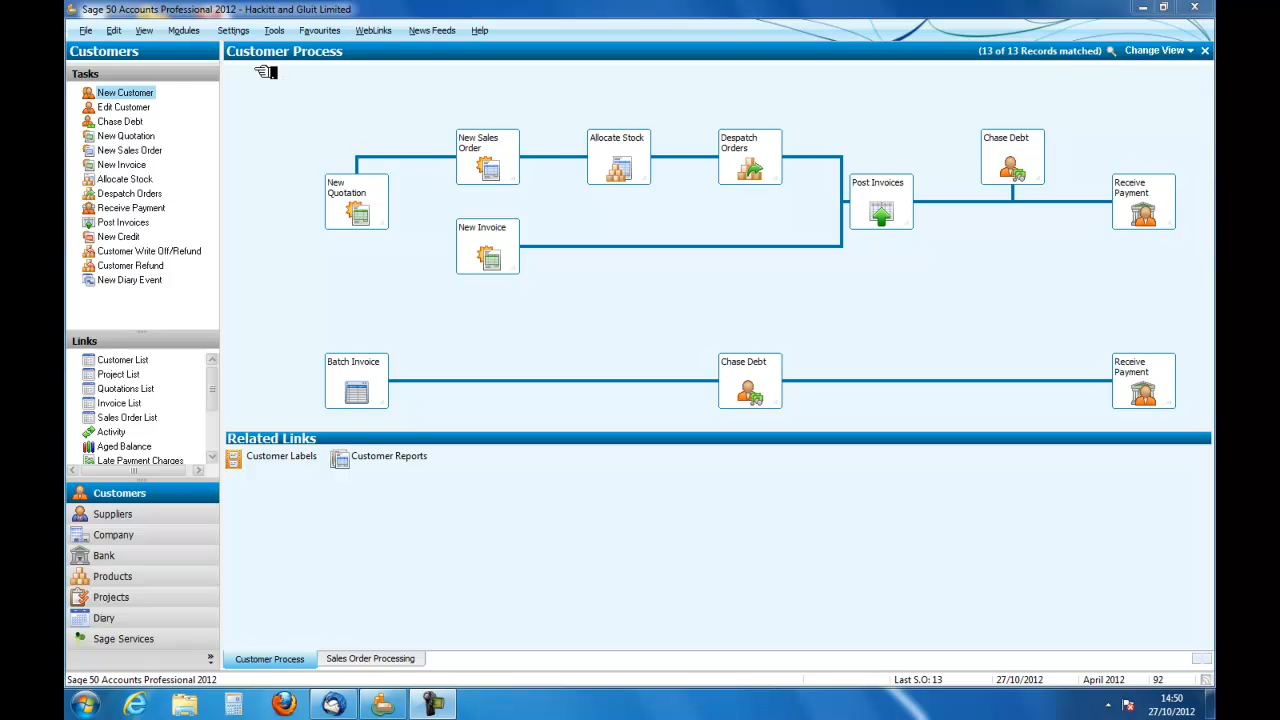 Sage 50 Accounts Professional 2012 - Hackitt and Gluit Limited
File Edit View Modules Settings Tools Favourites WebLinks News Feeds Help
Customers
Customer Process
(13 of 13 Records matched)
Change View
Tasks
New Customer
Edit Customer
Chase Debt
New Quotation
New Sales Order
New Invoice
Allocate Stock
Despatch Orders
Receive Payment
Post Invoices
New Credit
Customer Write Off/Refund
Customer Refund
New Diary Event
Links
Customer List
Project List
Quotations List
Invoice List
Sales Order List
Activity
Aged Balance
Late Payment Charges
Customers
Suppliers
Company
Bank
Products
Projects
Diary
Sage Services
New Quotation
New Sales Order
Allocate Stock
Despatch Orders
New Invoice
Post Invoices
Chase Debt
Receive Payment
Batch Invoice
Chase Debt
Receive Payment
Related Links
Customer Labels
Customer Reports
Customer Process
Sales Order Processing
Sage 50 Accounts Professional 2012
Last S.O: 13
27/10/2012
April 2012
92
14:50
27/10/2012